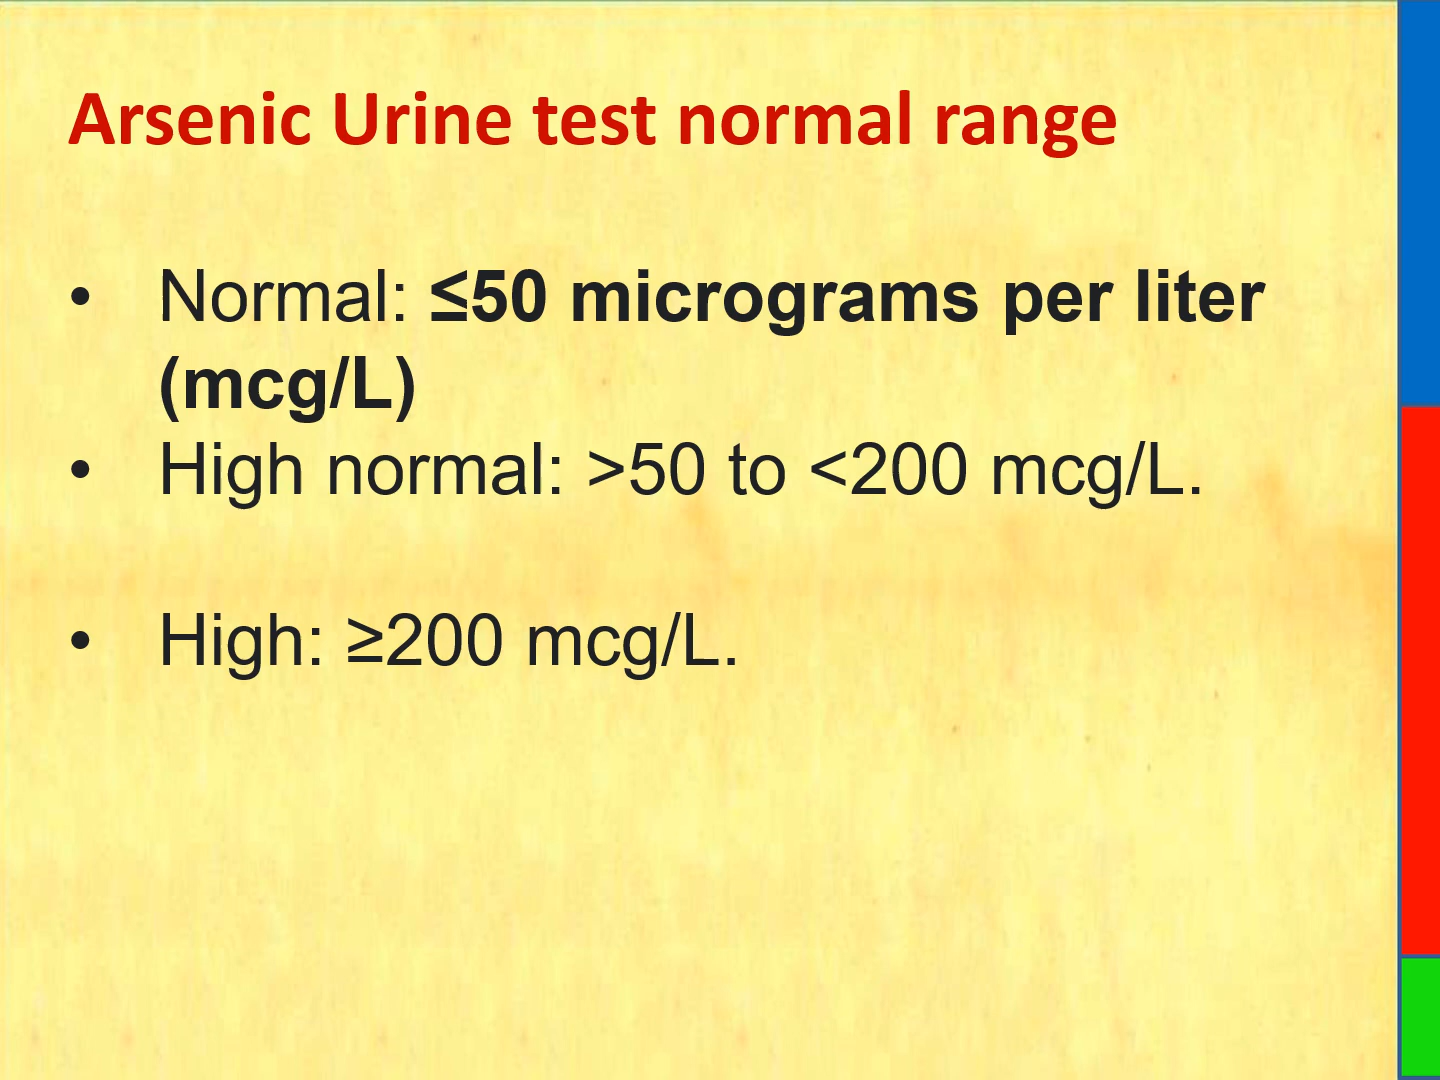 Arsenic Urine test normal range
• Normal: ≤50 micrograms per liter
(mcg/L)
• High normal: >50 to <200 mcg/L.
• High: ≥200 mcg/L.